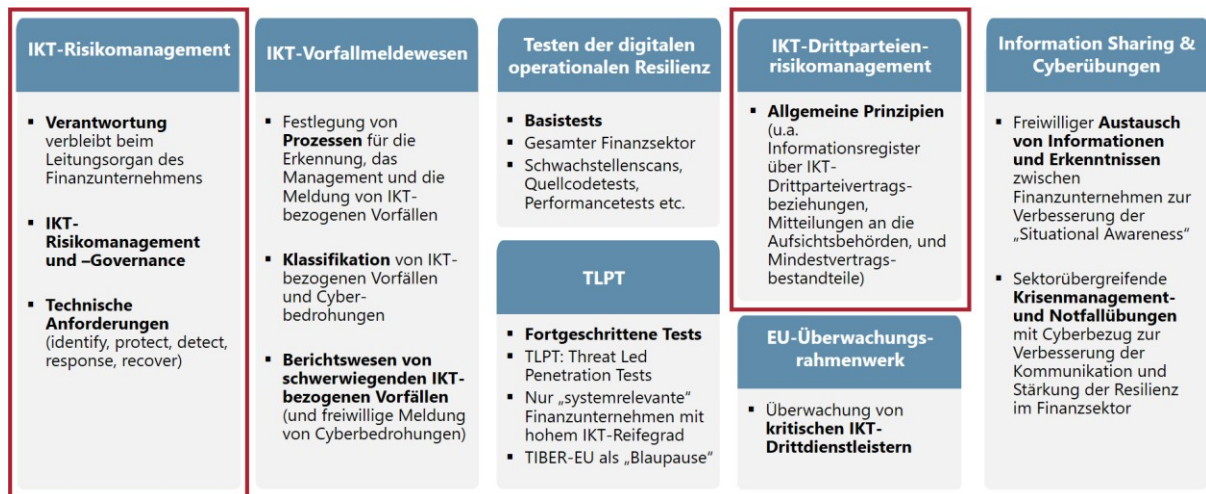 IKT-Risikomanagement
▪ Verantwortung
verbleibt beim
Leitungsorgan des
Finanzunternehmens
▪ IKT-
Risikomanagement
und –Governance
▪ Technische
Anforderungen
(identify, protect, detect,
response, recover)
IKT-Vorfallmeldewesen
▪ Festlegung von
Prozessen für die
Erkennung, das
Management und die
Meldung von IKT-
bezogenen Vorfällen
▪ Klassifikation von IKT-
bezogenen Vorfällen
und Cyber-
bedrohungen
▪ Berichtswesen von
schwerwiegenden IKT-
bezogenen Vorfällen
(und freiwillige Meldung
von Cyberbedrohungen)
Testen der digitalen
operationalen Resilienz
▪ Basistests
▪ Gesamter Finanzsektor
▪ Schwachstellenscans,
Quellcodetests,
Performancetests etc.
TLPT
▪ Fortgeschrittene Tests
▪ TLPT: Threat Led
Penetration Tests
▪ Nur „systemrelevante“
Finanzunternehmen mit
hohem IKT-Reifegrad
▪ TIBER-EU als „Blaupause“
IKT-Drittparteien-
risikomanagement
▪ Allgemeine Prinzipien
(u.a.
Informationsregister
über IKT-
Drittparteivertrags-
beziehungen,
Mitteilungen an die
Aufsichtsbehörden, und
Mindestvertrags-
bestandteile)
EU-Überwachungs-
rahmenwerk
▪ Überwachung von
kritischen IKT-
Drittdienstleistern
Information Sharing &
Cyberübungen
▪ Freiwilliger Austausch
von Informationen
und Erkenntnissen
zwischen
Finanzunternehmen zur
Verbesserung der
„Situational Awareness“
▪ Sektorübergreifende
Krisenmanagement-
und Notfallübungen
mit Cyberbezug zur
Verbesserung der
Kommunikation und
Stärkung der Resilienz
im Finanzsektor